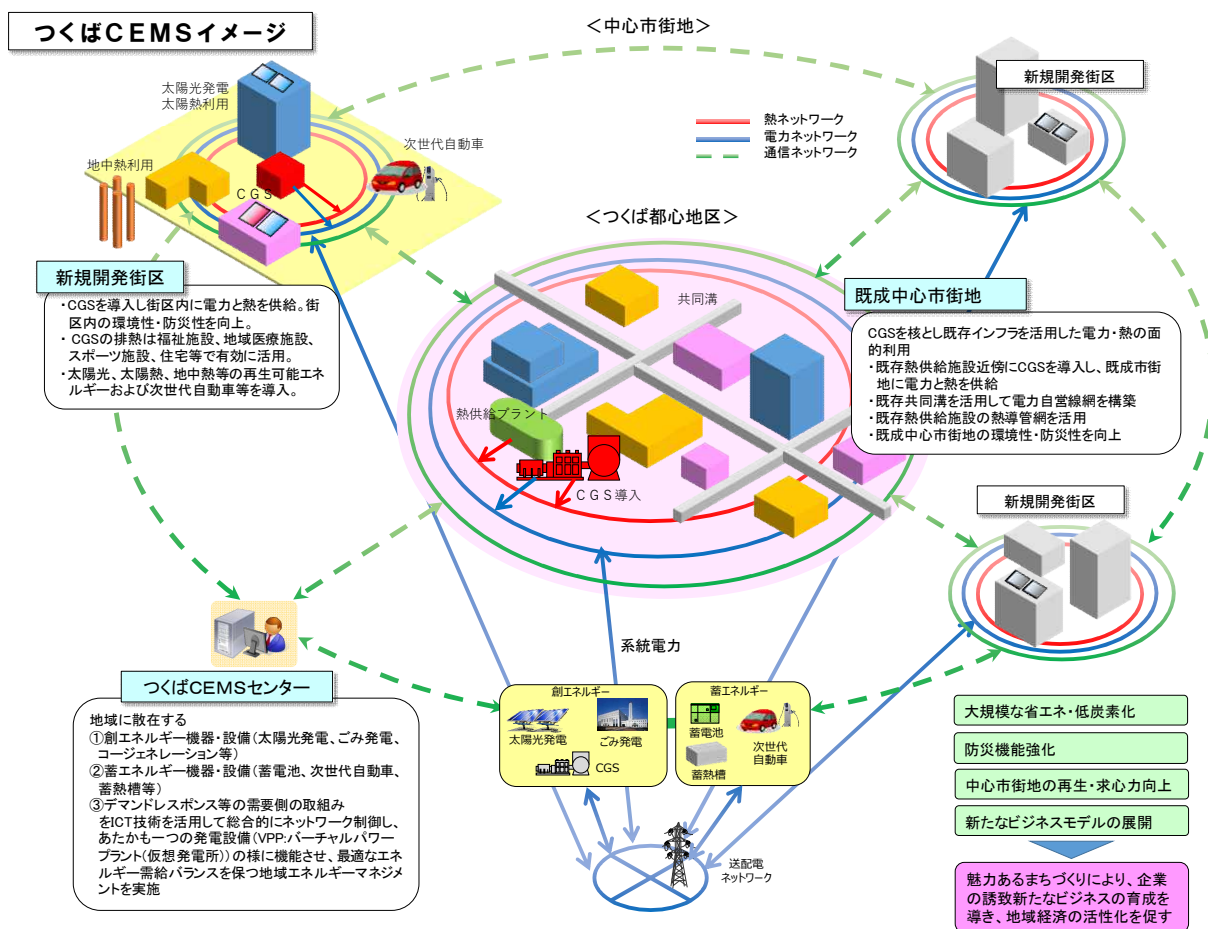 つくばCEMSイメージ
＜中心市街地＞
太陽光発電
太陽熱利用
地中熱利用
CGS
次世代自動車
熱ネットワーク
電力ネットワーク
通信ネットワーク
新規開発街区
新規開発街区
・CGSを導入し街区内に電力と熱を供給。街
区内の環境性・防災性を向上。
・ CGSの排熱は福祉施設、地域医療施設、
スポーツ施設、住宅等で有効に活用。
・太陽光、太陽熱、地中熱等の再生可能エネ
ルギーおよび次世代自動車等を導入。
＜つくば都心地区＞
共同溝
熱供給プラント
CGS導入
既成中心市街地
CGSを核とし既存インフラを活用した電力・熱の面
的利用
・既存熱供給施設近傍にCGSを導入し、既成市街
地に電力と熱を供給
・既存共同溝を活用して電力自営線網を構築
・既存熱供給施設の熱導管網を活用
・既成中心市街地の環境性・防災性を向上
新規開発街区
つくばCEMSセンター
地域に散在する
①創エネルギー機器・設備(太陽光発電、ごみ発電、
コージェネレーション等)
②蓄エネルギー機器・設備(蓄電池、次世代自動車、
蓄熱槽等)
③デマンドレスポンス等の需要側の取組み
をICT技術を活用して総合的にネットワーク制御し、
あたかも一つの発電設備(VPP:バーチャルパワー
プラント(仮想発電所))の様に機能させ、最適なエネ
ルギー需給バランスを保つ地域エネルギーマネジメ
ントを実施
系統電力
創エネルギー
太陽光発電
ごみ発電
CGS
蓄エネルギー
蓄電池
次世代
自動車
蓄熱槽
送配電
ネットワーク
大規模な省エネ・低炭素化
防災機能強化
中心市街地の再生・求心力向上
新たなビジネスモデルの展開
魅力あるまちづくりにより、企業
の誘致新たなビジネスの育成を
導き、地域経済の活性化を促す